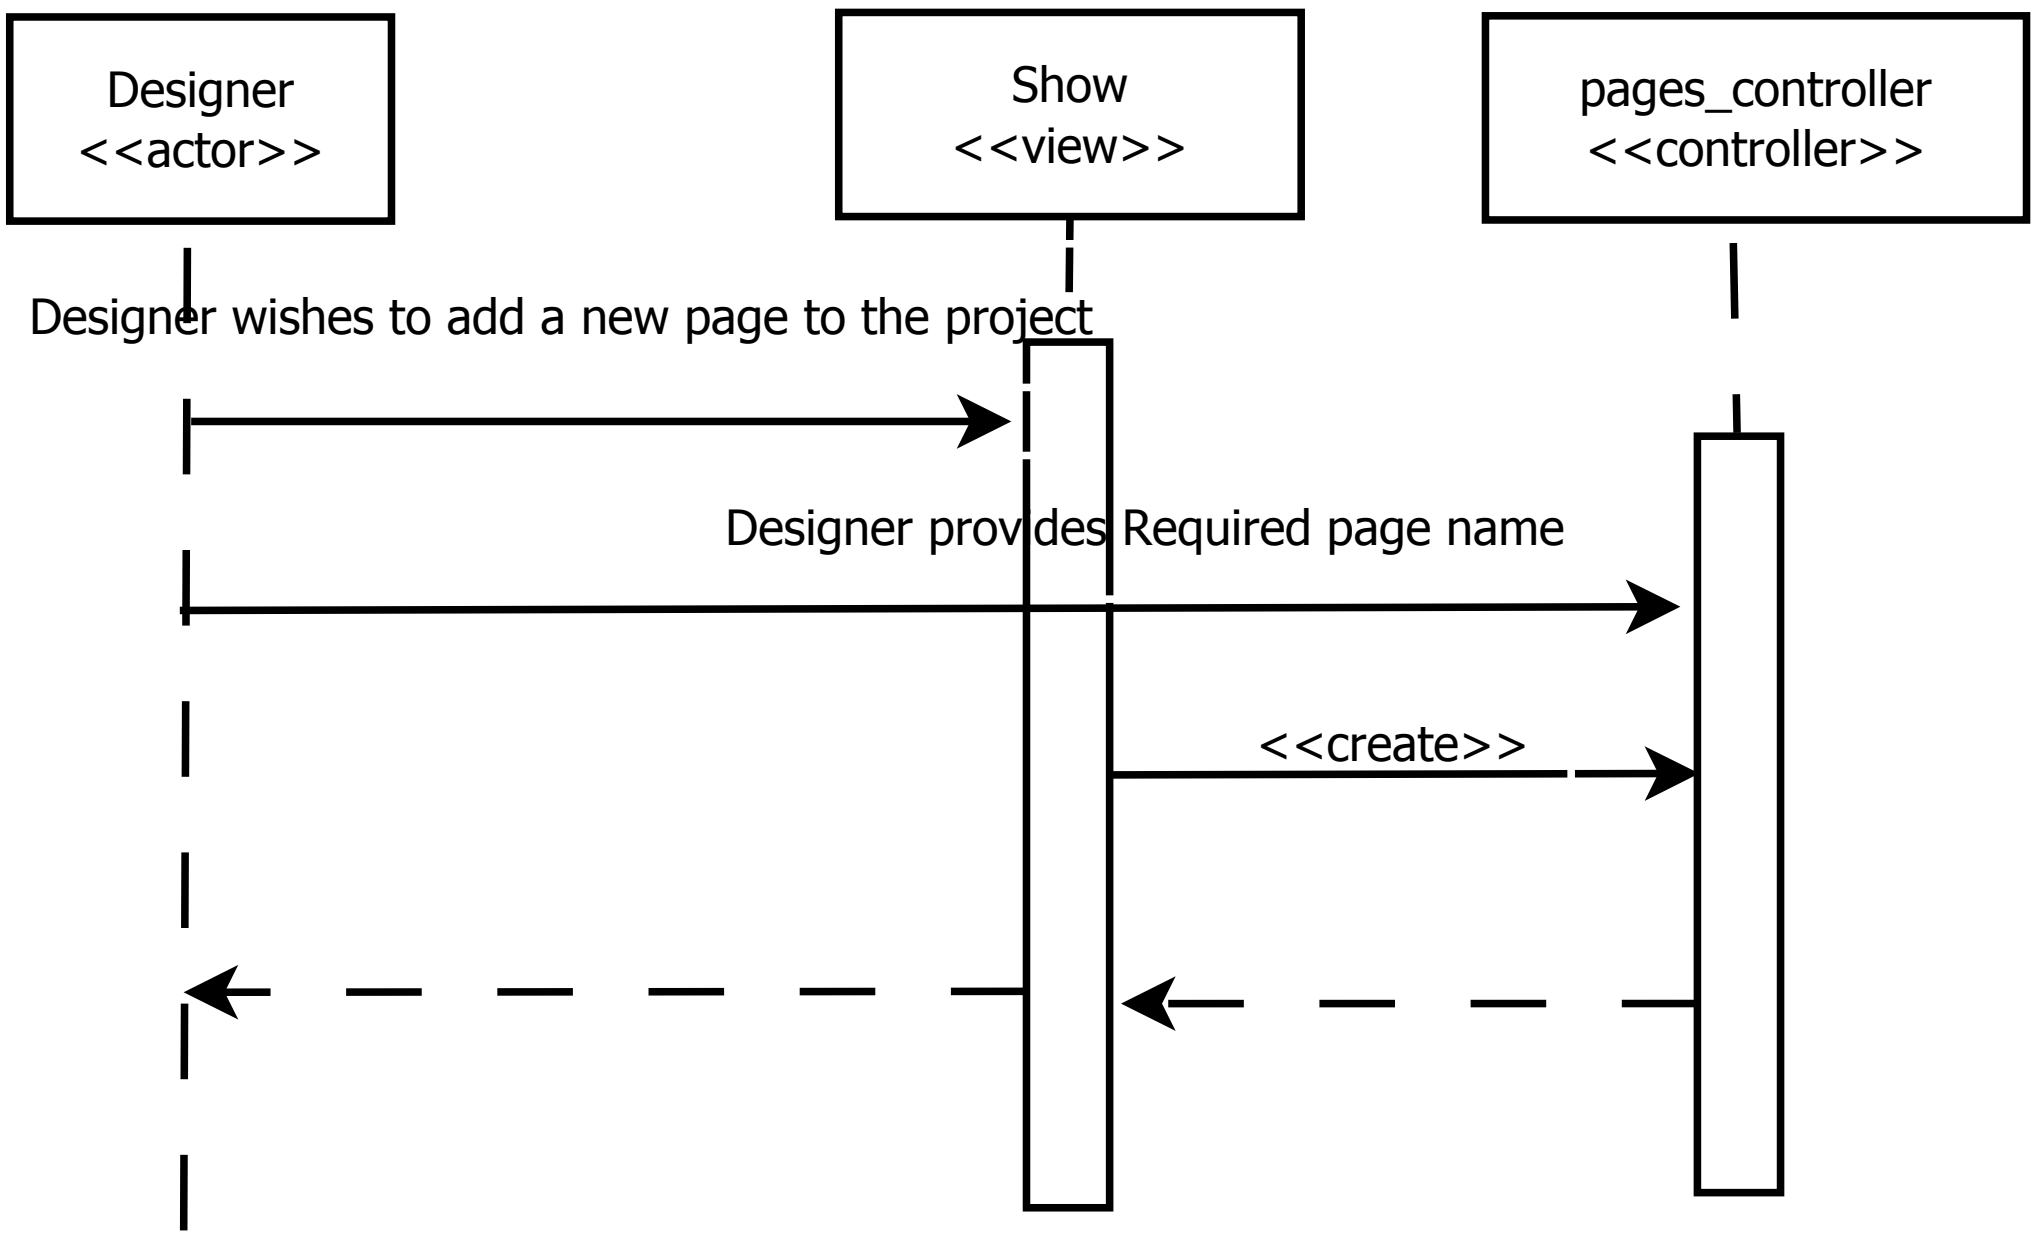 Designer
<<actor>>
Show
<<view>>
pages_controller
<<controller>>
Designer wishes to add a new page to the project
Designer provides Required page name
<<create>>